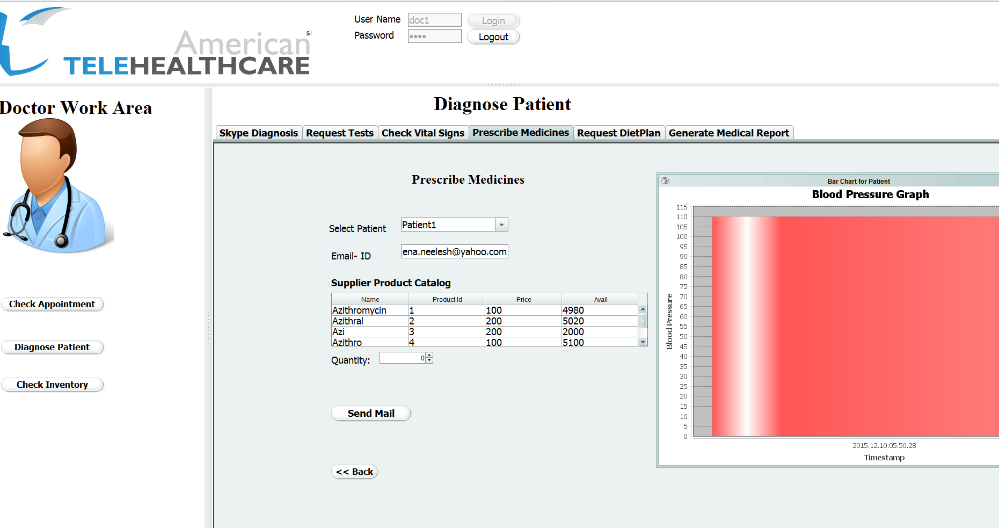 American
SM
TELEHEALTHCARE
User Name doc1 Login
Password •••• Logout
Doctor Work Area
Check Appointment
Diagnose Patient
Check Inventory
Diagnose Patient
Skype Diagnosis Request Tests Check Vital Signs Prescribe Medicines Request DietPlan Generate Medical Report
Prescribe Medicines
Select Patient Patient1
Email- ID ena.neelesh@yahoo.com
Supplier Product Catalog
Name Product Id Price Avail
Azithromycin 1 100 4980
Azithral 2 200 5020
Azi 3 200 2000
Azithro 4 100 5100
Quantity: 0
Send Mail
<< Back
Bar Chart for Patient
Blood Pressure Graph
Blood Pressure
115
110
105
100
95
90
85
80
75
70
65
60
55
50
45
40
35
30
25
20
15
10
5
0
2015.12.10.05.50.28
Timestamp